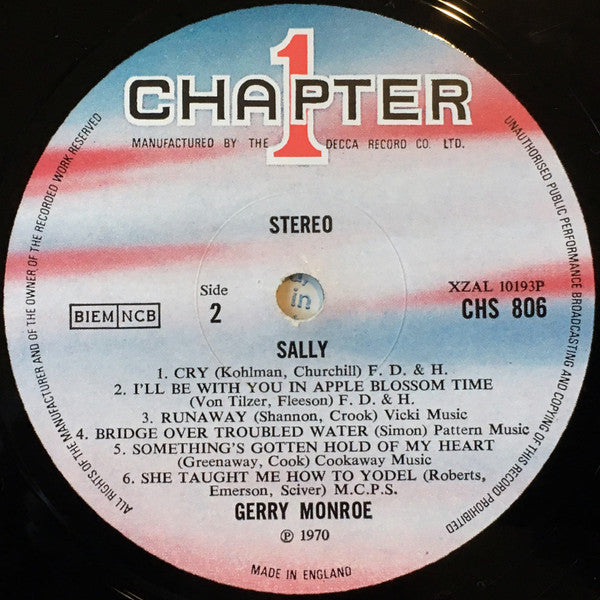 CHAPTER 1
MANUFACTURED BY THE DECCA RECORD CO. LTD.
ALL RIGHTS OF THE MANUFACTURER AND OF THE OWNER OF THE RECORDED WORK RESERVED
UNAUTHORISED PUBLIC PERFORMANCE BROADCASTING AND COPYING OF THIS RECORD PROHIBITED
STEREO
in
BIEM NCB
Side
2
XZAL 10193P
CHS 806
SALLY
1. CRY (Kohlman, Churchill) F. D. & H.
2. I'LL BE WITH YOU IN APPLE BLOSSOM TIME
(Von Tilzer, Fleeson) F. D. & H.
3. RUNAWAY (Shannon, Crook) Vicki Music
4. BRIDGE OVER TROUBLED WATER (Simon) Pattern Music
5. SOMETHING'S GOTTEN HOLD OF MY HEART
(Greenaway, Cook) Cookaway Music
6. SHE TAUGHT ME HOW TO YODEL (Roberts,
Emerson, Sciver) M.C.P.S.
GERRY MONROE
℗ 1970
MADE IN ENGLAND